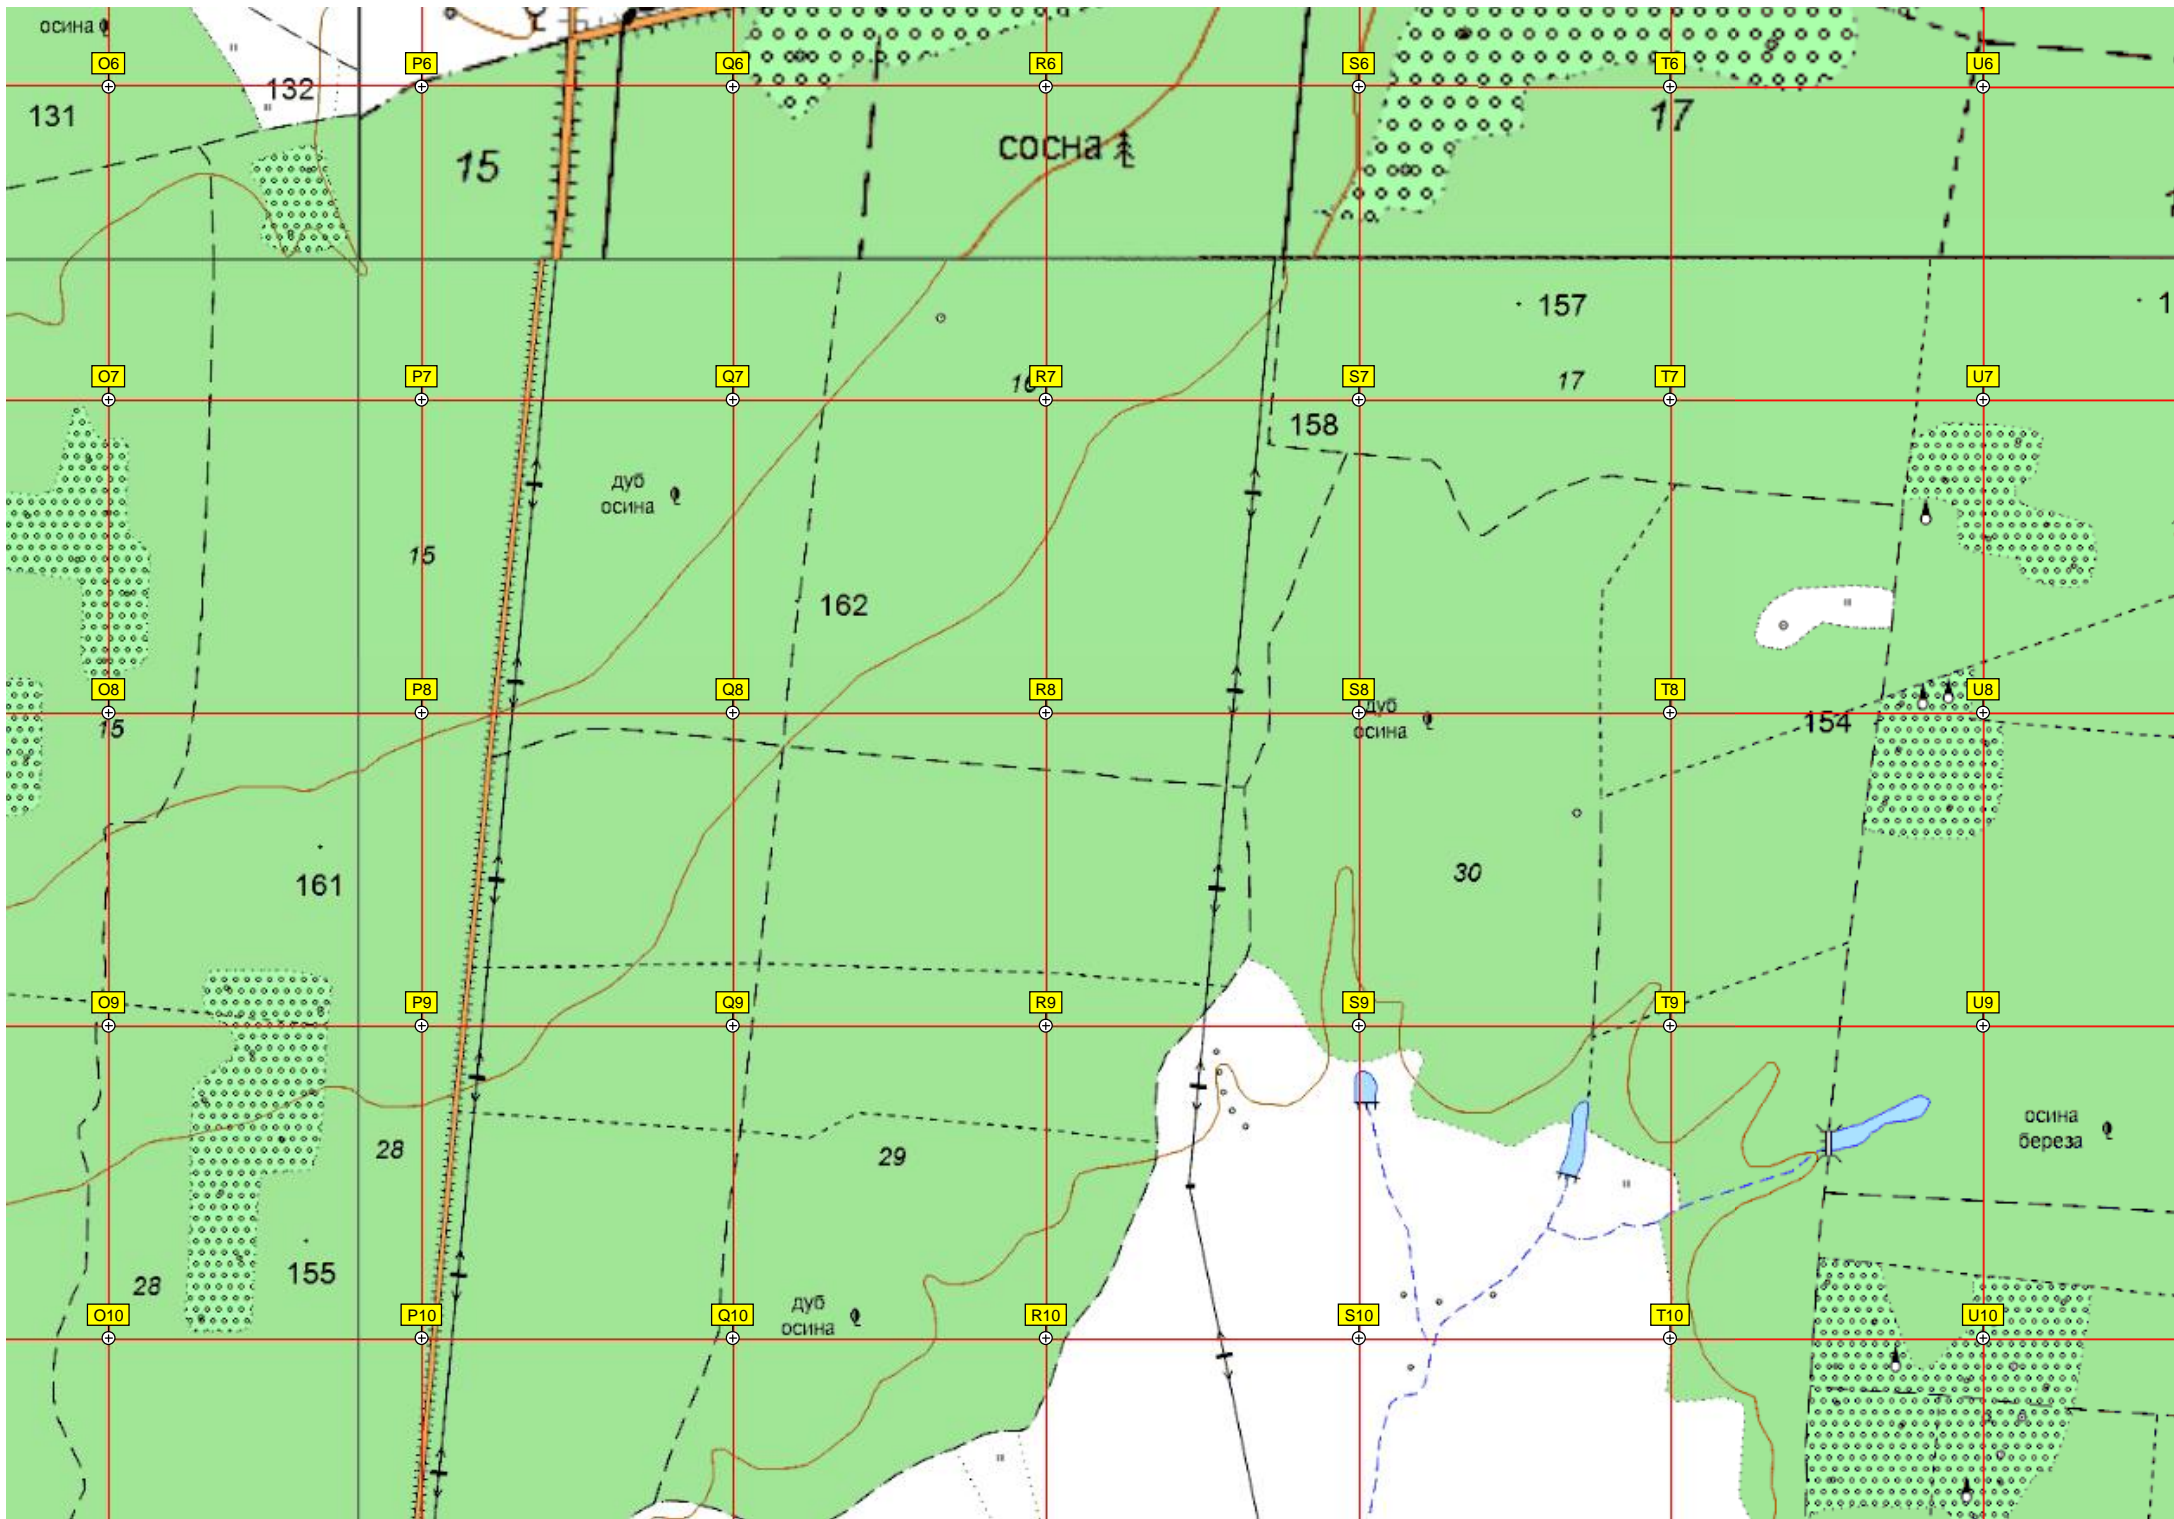 осина
O6
P6
Q6
R6
S6
T6
U6
132
131
17
сосна
15
157
O7
P7
Q7
R7
S7
T7
U7
17
158
дуб
осина
15
162
O8
P8
Q8
R8
S8
T8
U8
15
дуб
осина
154
161
30
O9
P9
Q9
R9
S9
T9
U9
осина
береза
28
29
28
155
дуб
осина
O10
P10
Q10
R10
S10
T10
U10